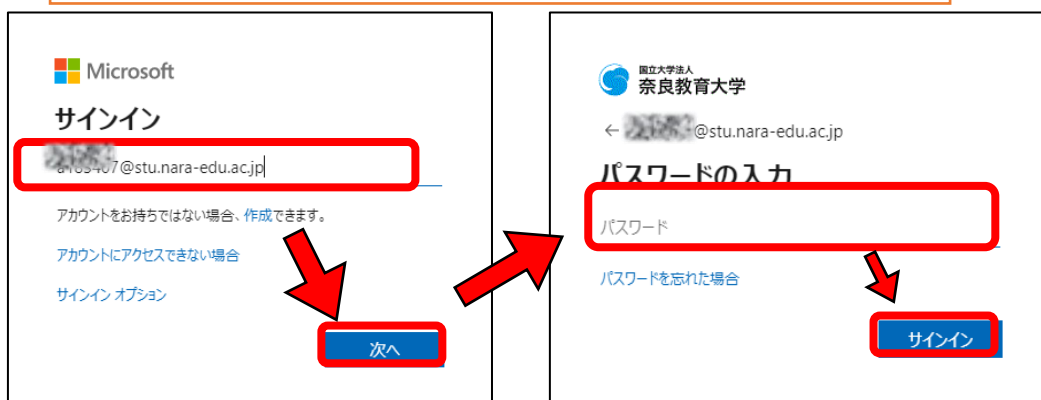 Microsoft
サインイン
@stu.nara-edu.ac.jp
アカウントをお持ちではない場合、作成できます。
アカウントにアクセスできない場合
サインイン オプション
次へ
国立大学法人
奈良教育大学
← @stu.nara-edu.ac.jp
パスワードの入力
パスワード
パスワードを忘れた場合
サインイン